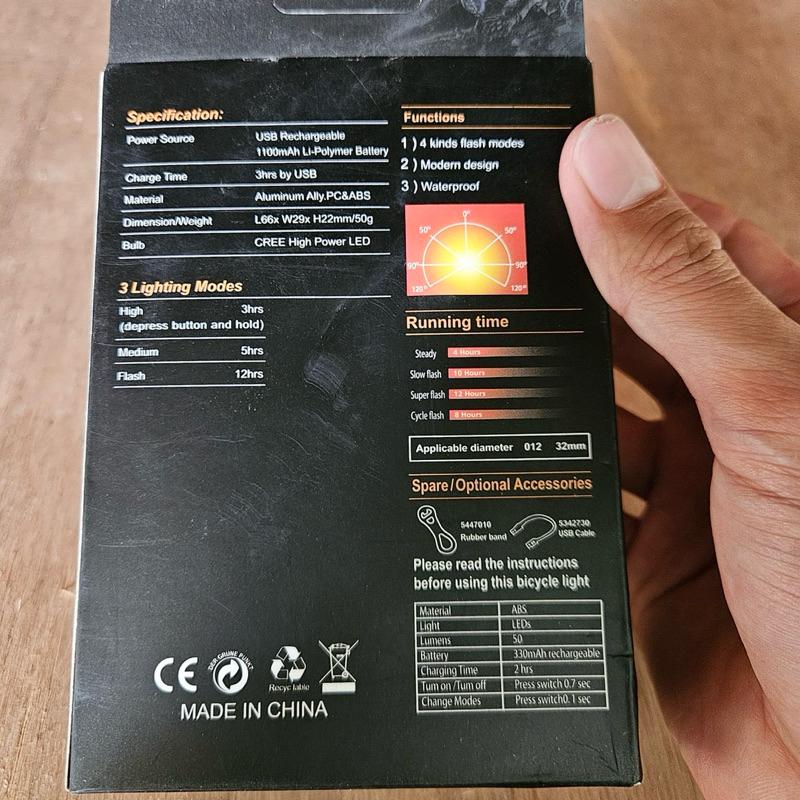 Specification:
Power Source USB Rechargeable
1100mAh Li-Polymer Battery
Charge Time 3hrs by USB
Material Aluminum Ally.PC&ABS
Dimension/Weight L66x W29x H22mm/50g
Bulb CREE High Power LED
3 Lighting Modes
High 3hrs
(depress button and hold)
Medium 5hrs
Flash 12hrs
Functions
1 ) 4 kinds flash modes
2 ) Modern design
3 ) Waterproof
0°
50° 50°
90° 90°
120° 120°
Running time
Steady 4 Hours
Slow flash 10 Hours
Super flash 12 Hours
Cycle flash 8 Hours
Applicable diameter 012 32mm
Spare/Optional Accessories
5447010
Rubber band
5342730
USB Cable
Please read the instructions
before using this bicycle light
Material ABS
Light LEDs
Lumens 50
Battery 330mAh rechargeable
Charging Time 2 hrs
Turn on /Turn off Press switch 0.7 sec
Change Modes Press switch0. 1 sec
CE
DER GRÜNE PUNKT
Recyc lable
MADE IN CHINA